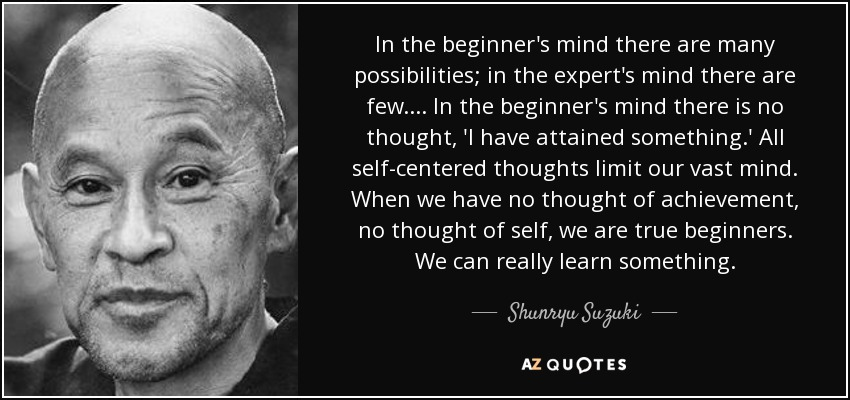 In the beginner's mind there are many
possibilities; in the expert's mind there are
few.... In the beginner's mind there is no
thought, 'I have attained something.' All
self-centered thoughts limit our vast mind.
When we have no thought of achievement,
no thought of self, we are true beginners.
We can really learn something.
— Shunryu Suzuki —
AZ QUOTES